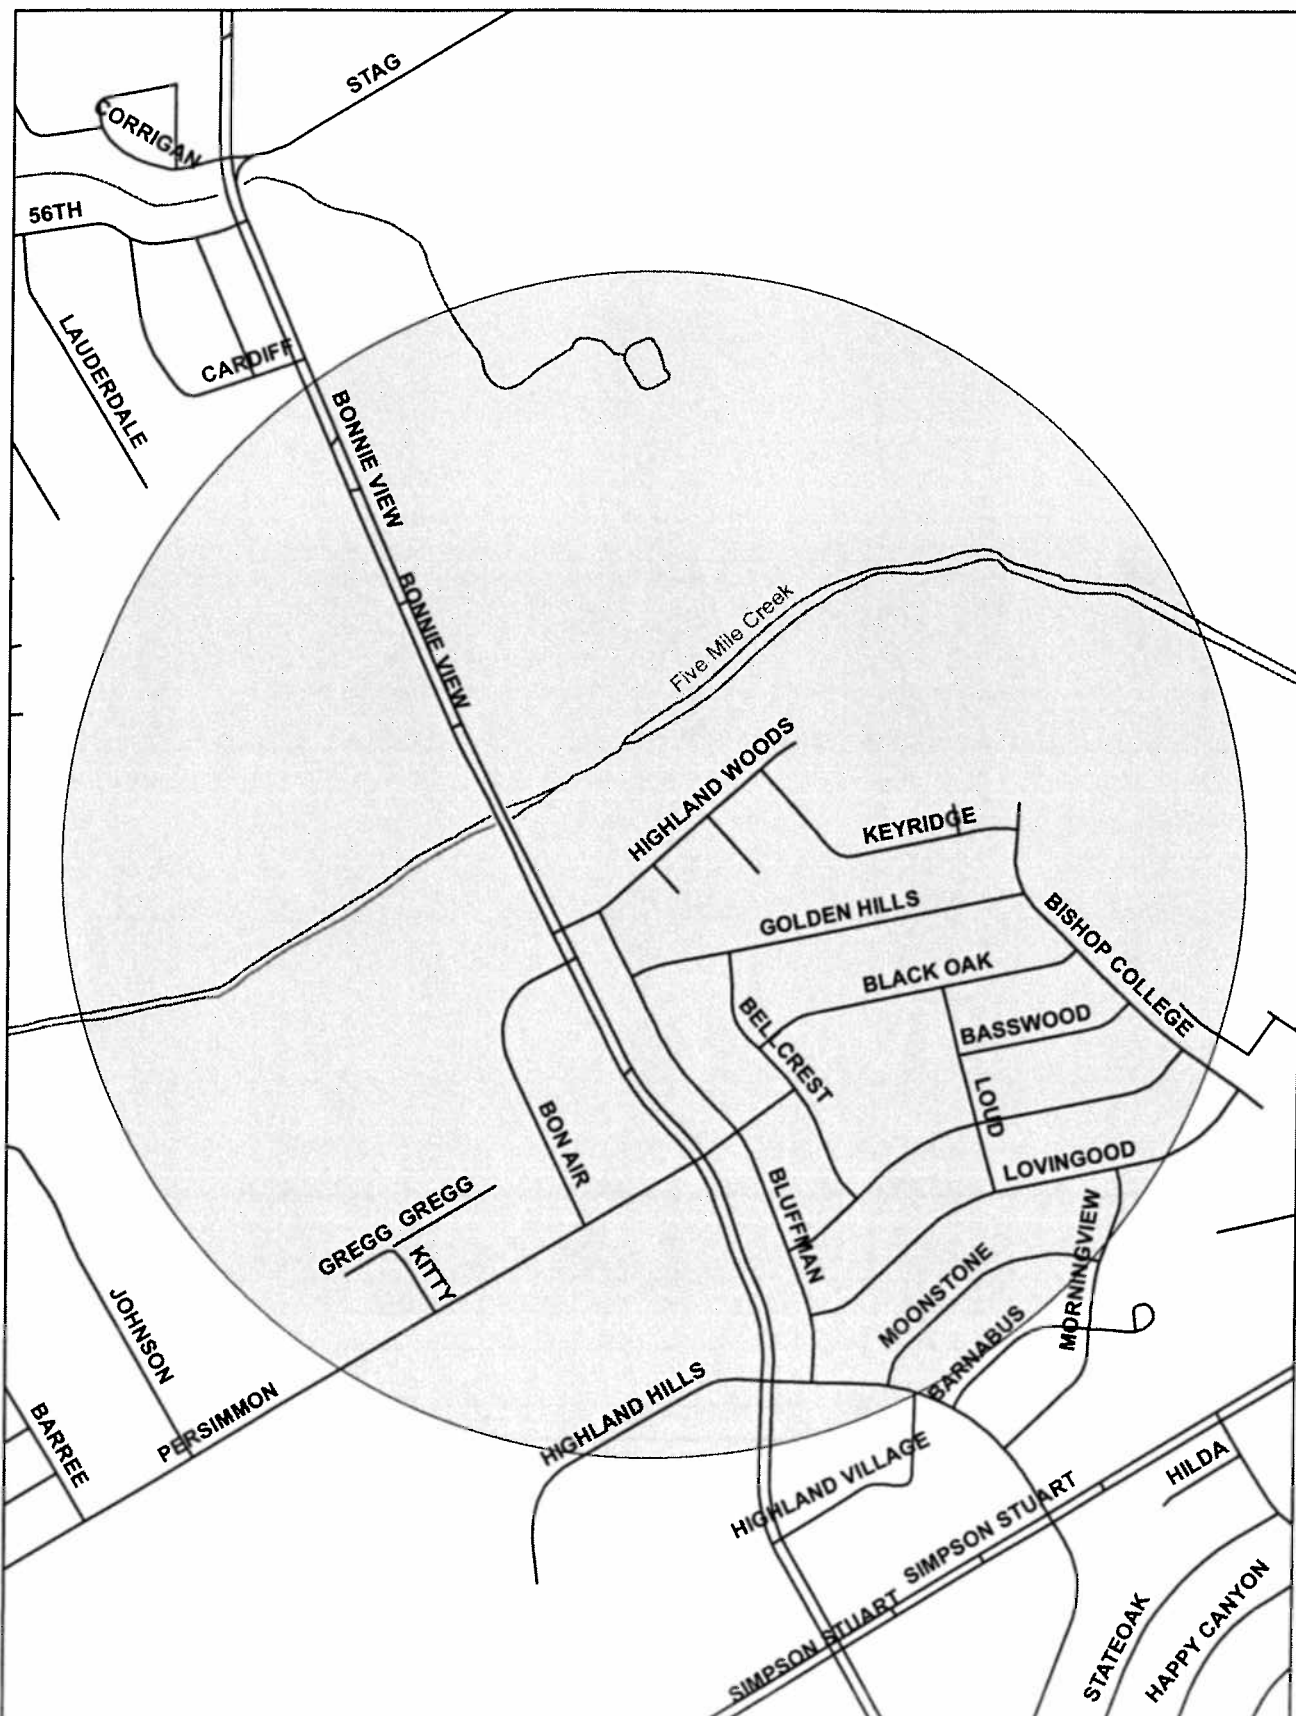 STAG
CORRIGAN
56TH
LAUDERDALE
CARDIFF
BONNIE VIEW
BONNIE VIEW
Five Mile Creek
HIGHLAND WOODS
KEYRIDGE
GOLDEN HILLS
BISHOP COLLEGE
BLACK OAK
BELLCREST
BASSWOOD
LOUD
BON AIR
LOVINGOOD
BLUFFMAN
GREGG
GREGG
KITTY
MORNINGVIEW
MOONSTONE
JOHNSON
BARNABUS
HIGHLAND HILLS
PERSIMMON
BARREE
HIGHLAND VILLAGE
HILDA
SIMPSON STUART
SIMPSON STUART
STATEOAK
HAPPY CANYON